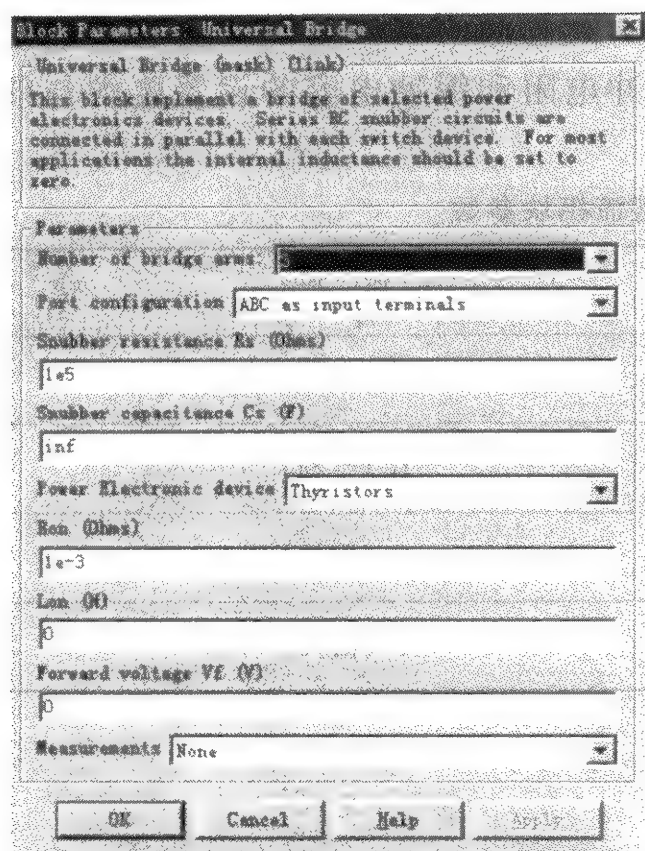 Block Parameters: Universal Bridge
Universal Bridge (mask) (link)
This block implement a bridge of selected power
electronics devices. Series RC snubber circuits are
connected in parallel with each switch device. For most
applications the internal inductance should be set to
zero.
Parameters
Number of bridge arms:
Port configuration ABC as input terminals
Snubber resistance Rs (Ohms)
1e5
Snubber capacitance Cs (F)
inf
Power Electronic device Thyristors
Ron (Ohms)
1e-3
Lon (H)
0
Forward voltage Vf (V)
0
Measurements None
OK Cancel Help Apply